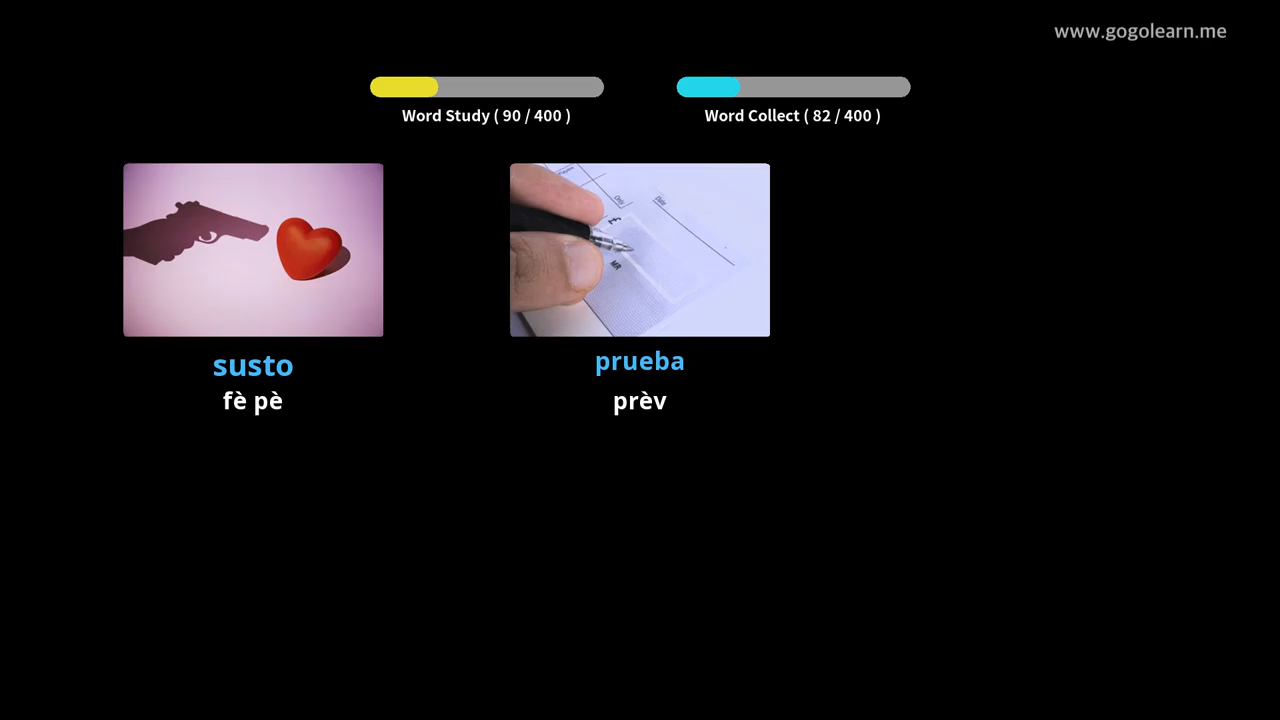 www.gogolearn.me
Word Study ( 90 / 400 )
Word Collect ( 82 / 400 )
susto
fè pè
prueba
prèv